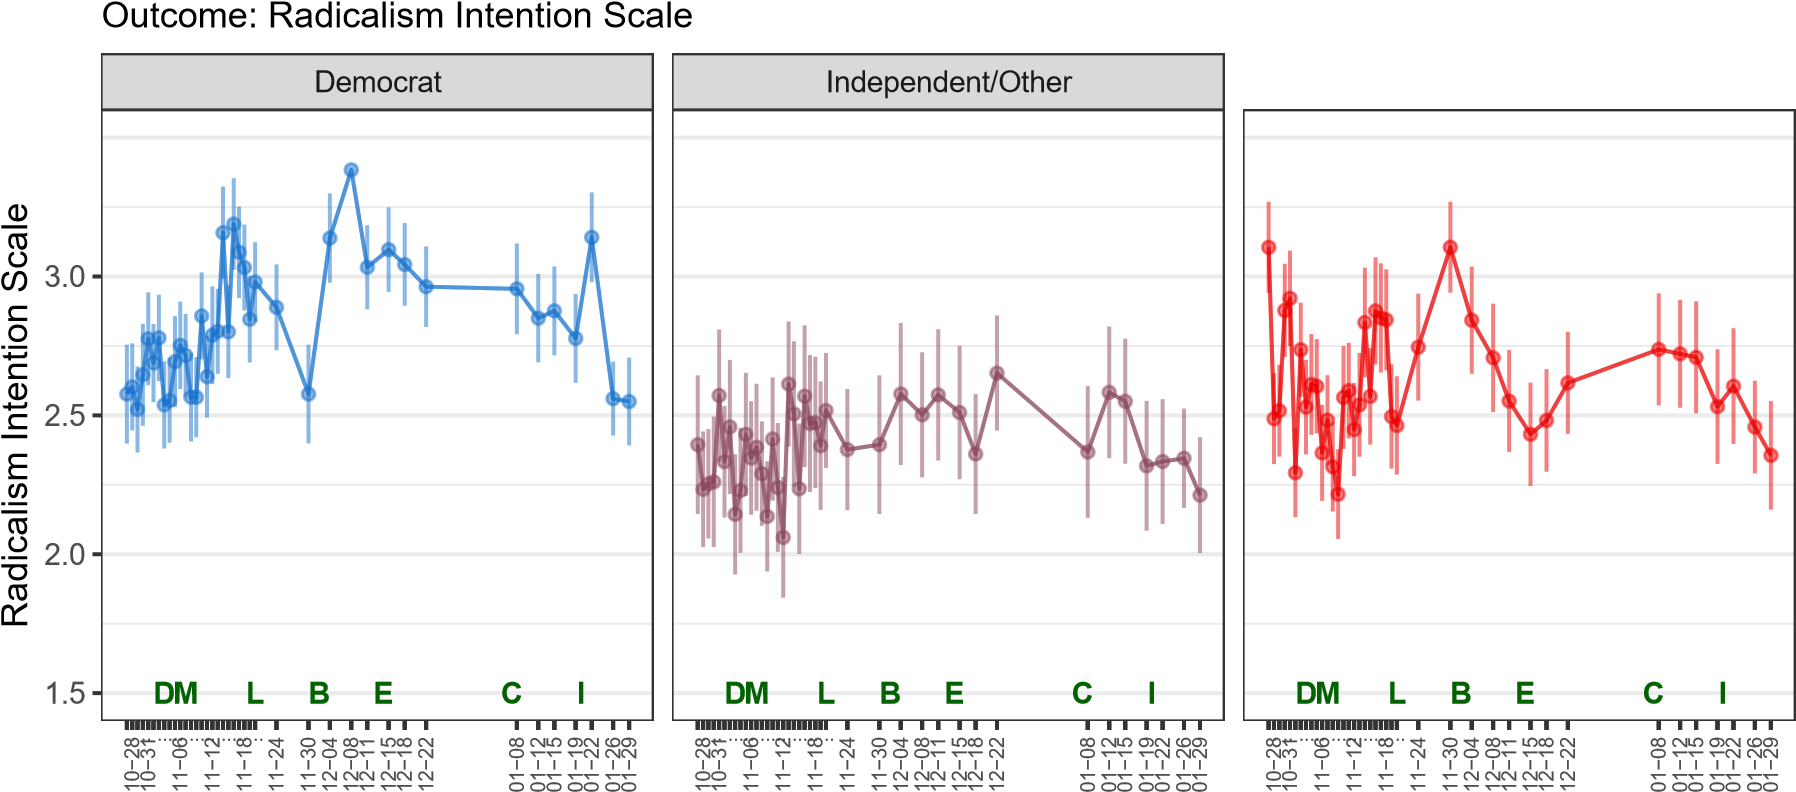 Outcome: Radicalism Intention Scale
Democrat
Independent/Other
Radicalism Intention Scale
3.0
2.5
2.0
1.5
DM L B E C I
DM L B E C I
DM L B E C I
10−28 10−31 11−06 11−12 11−18 11−24 11−30 12−04 12−08 12−11 12−15 12−18 12−22 01−08 01−12 01−15 01−19 01−22 01−26 01−29
10−28 10−31 11−06 11−12 11−18 11−24 11−30 12−04 12−08 12−11 12−15 12−18 12−22 01−08 01−12 01−15 01−19 01−22 01−26 01−29
10−28 10−31 11−06 11−12 11−18 11−24 11−30 12−04 12−08 12−11 12−15 12−18 12−22 01−08 01−12 01−15 01−19 01−22 01−26 01−29